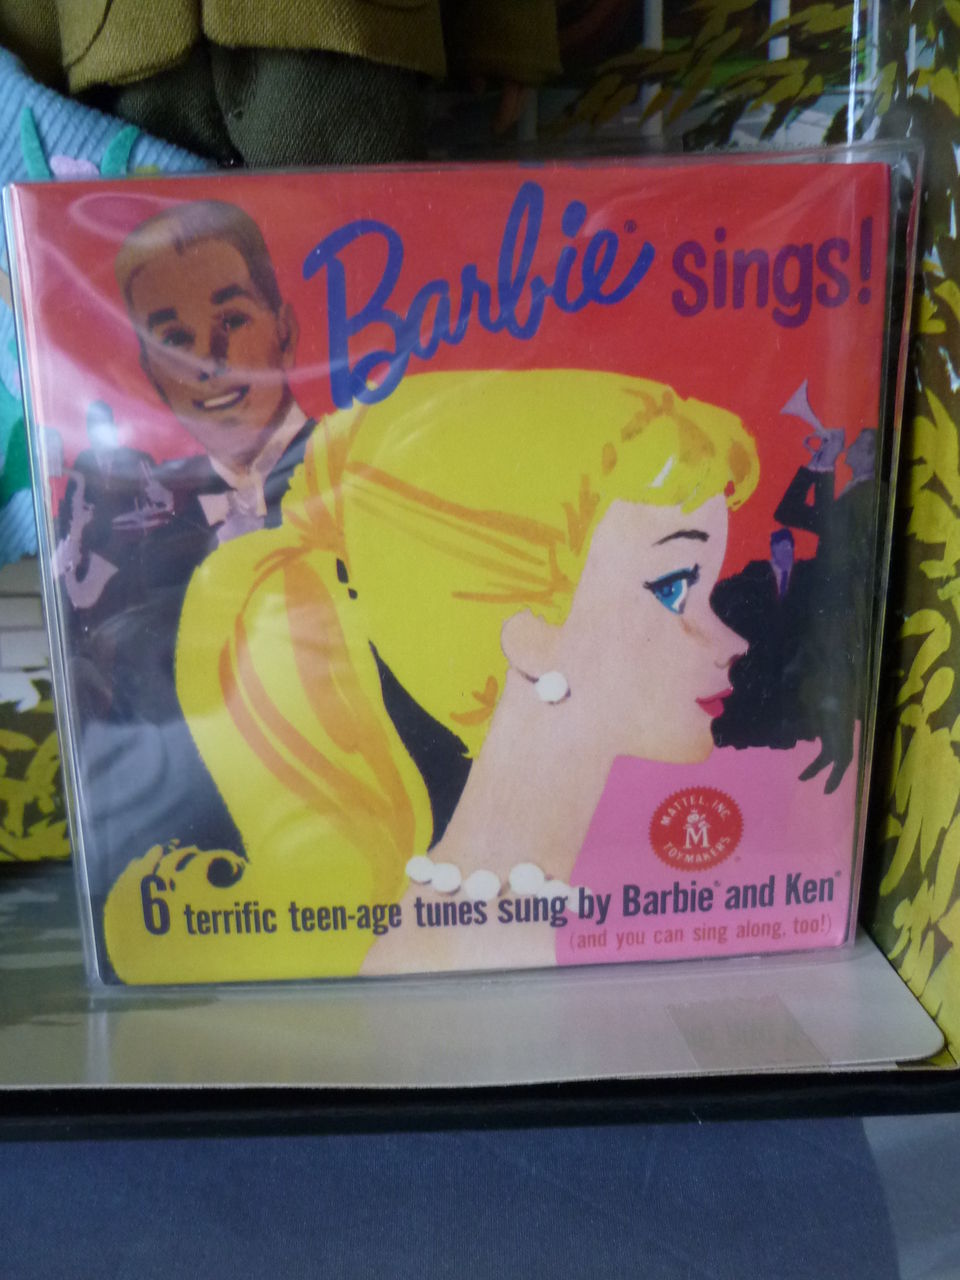 Barbie® sings!
MATTEL, INC.
M
TOYMAKERS
6 terrific teen-age tunes sung by Barbie® and Ken®
(and you can sing along, too!)